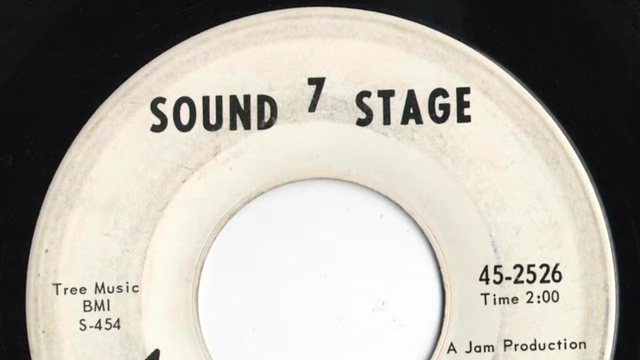 SOUND 7 STAGE
Tree Music
BMI
S-454
45-2526
Time 2:00
A Jam Production